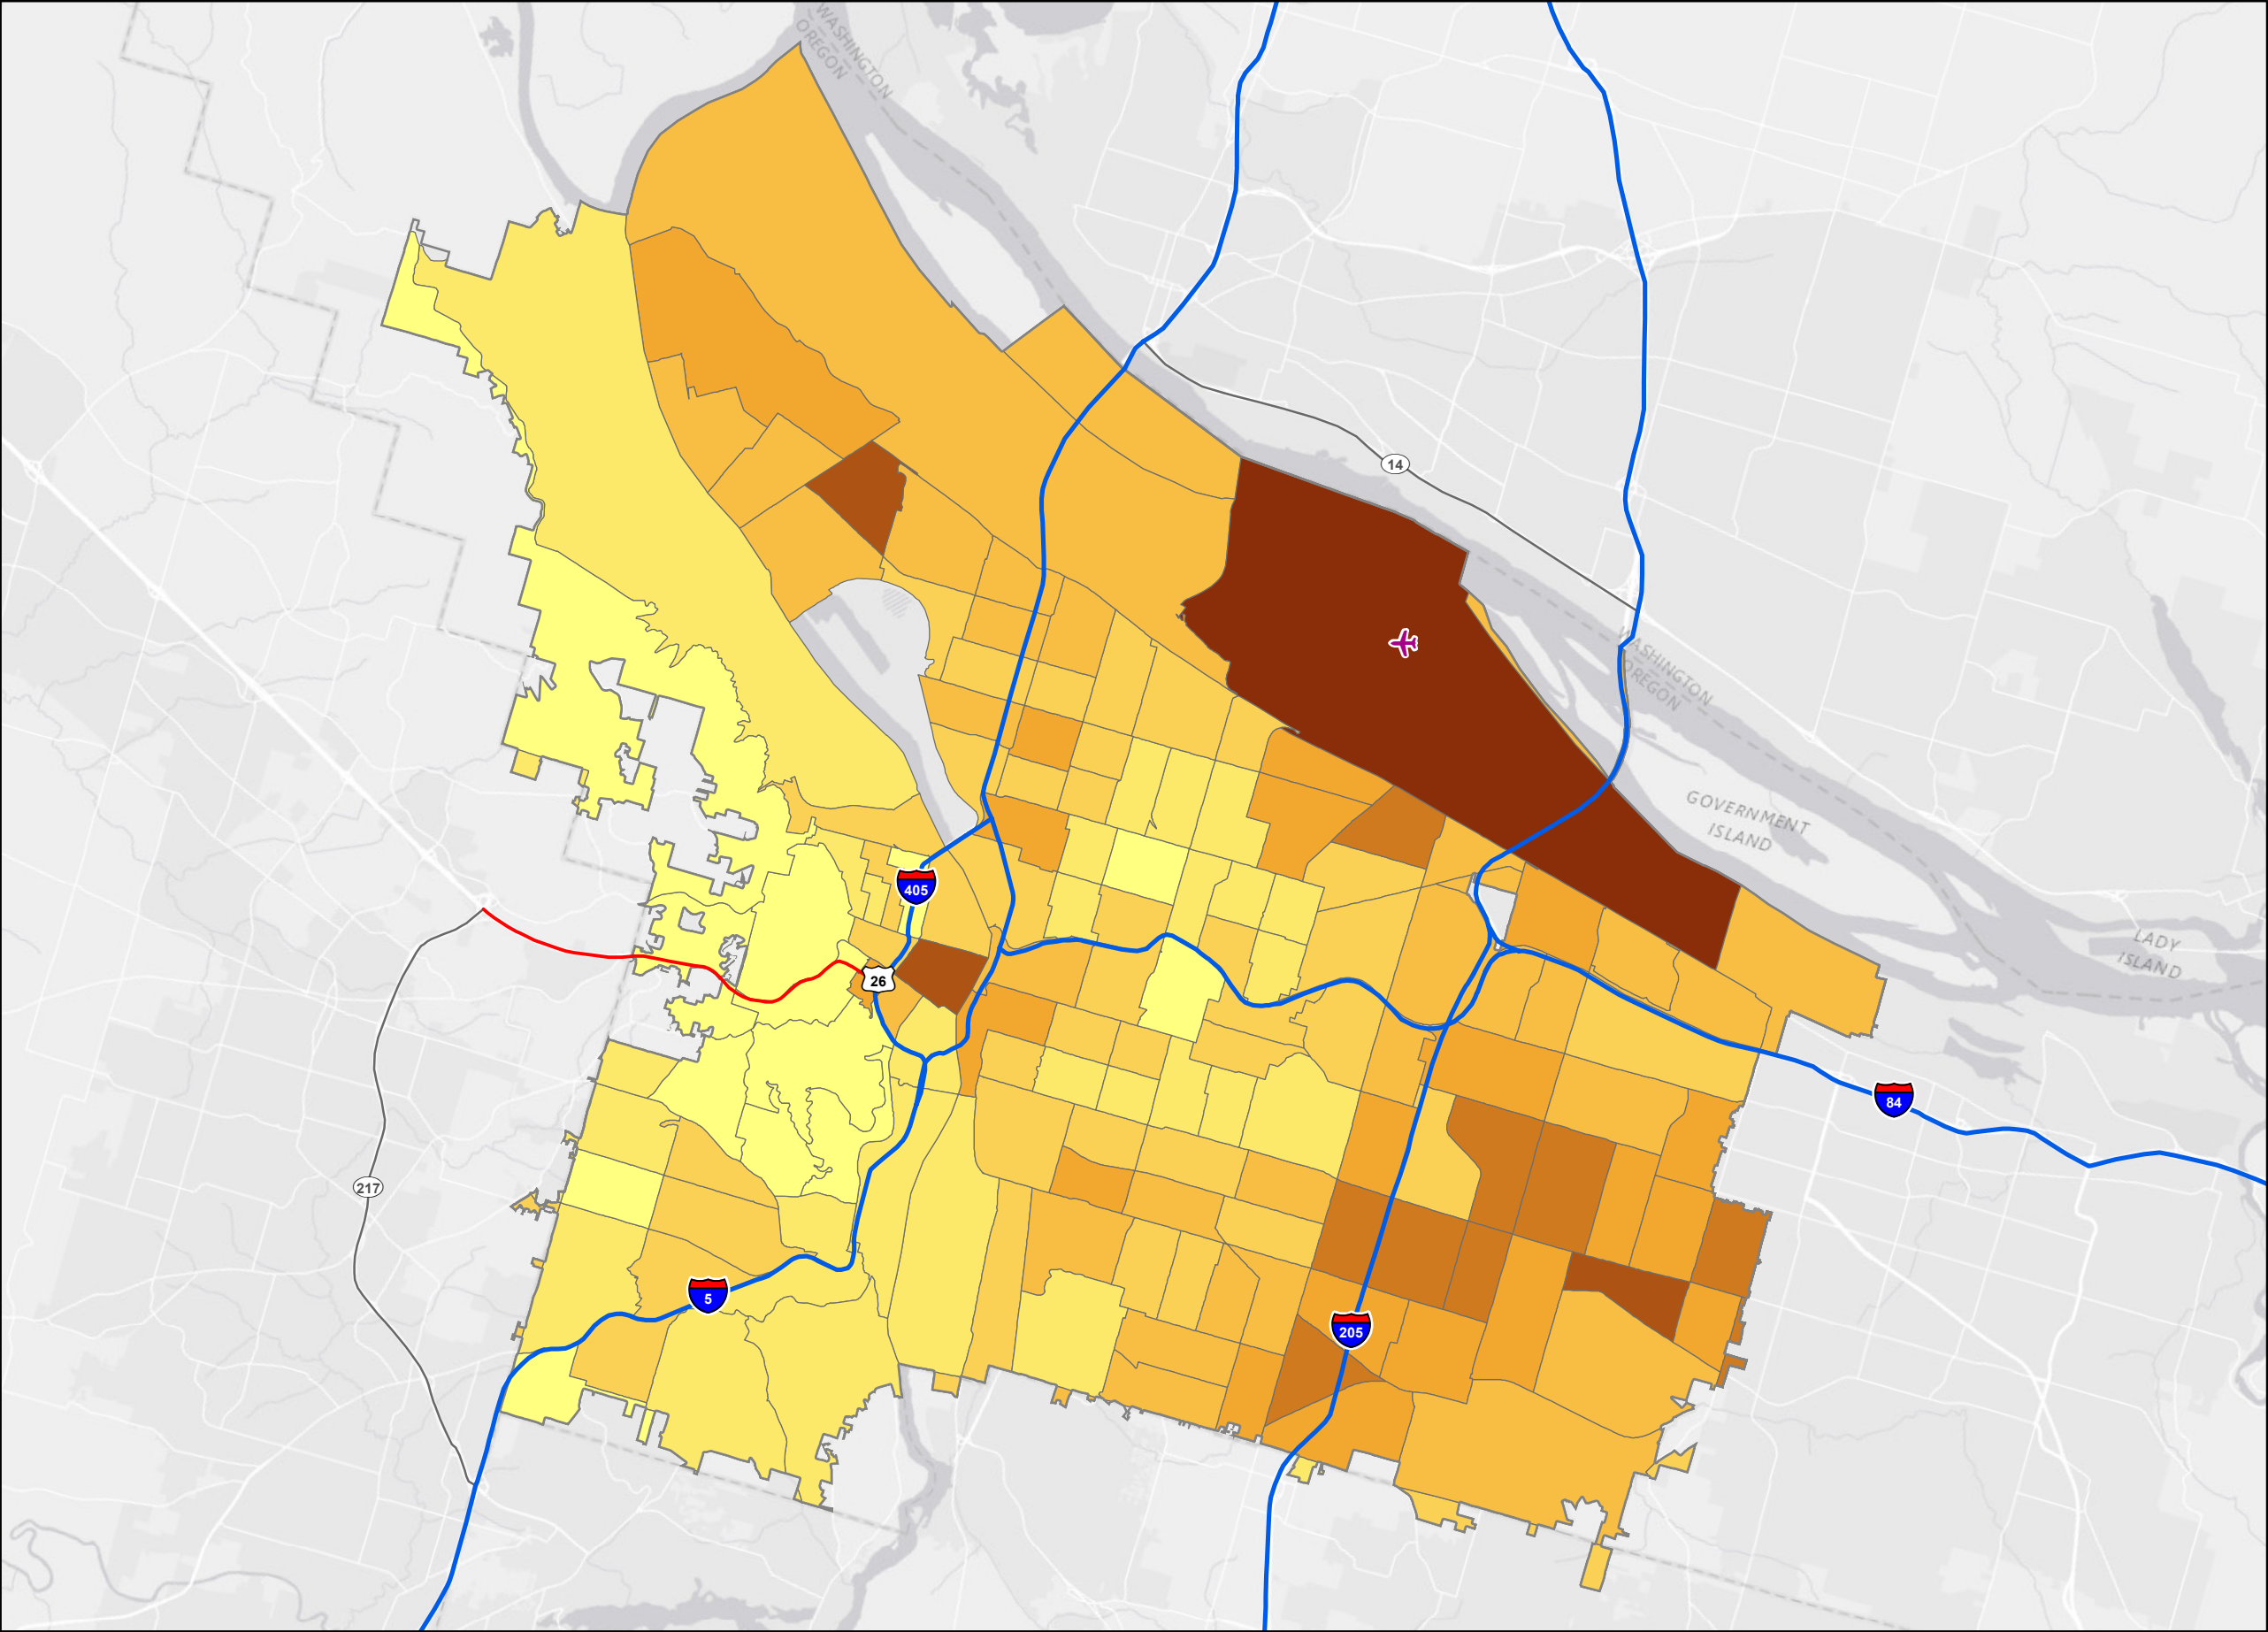 WASHINGTON
OREGON
14
WASHINGTON
OREGON
GOVERNMENT
ISLAND
405
LADY
ISLAND
26
84
217
5
205